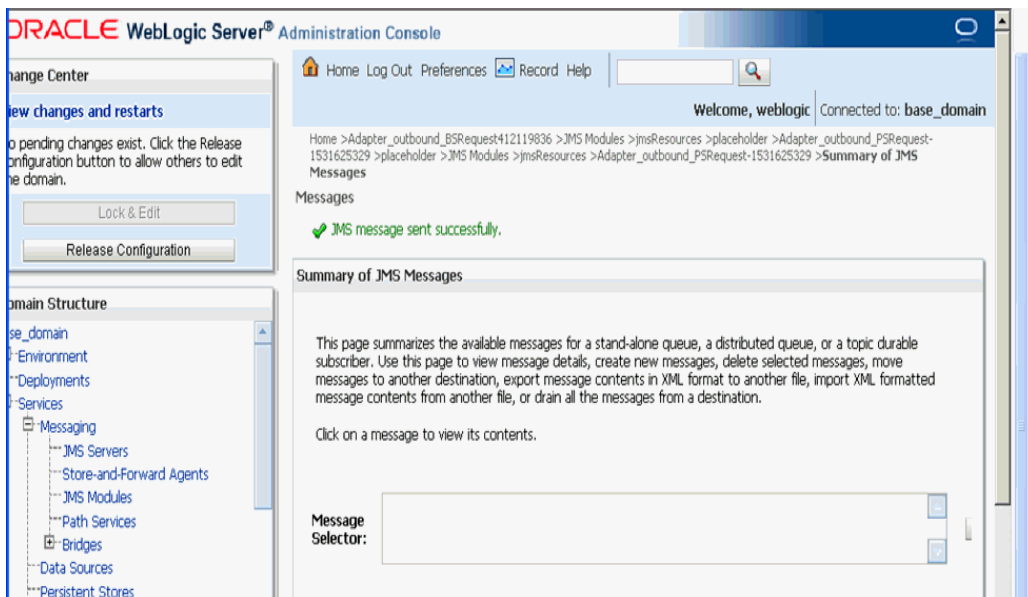 ORACLE WebLogic Server® Administration Console
hange Center
iew changes and restarts
o pending changes exist. Click the Release
onfiguration button to allow others to edit
he domain.
Lock & Edit
Release Configuration
omain Structure
se_domain
Environment
Deployments
Services
Messaging
JMS Servers
Store-and-Forward Agents
JMS Modules
Path Services
Bridges
Data Sources
Persistent Stores
Home Log Out Preferences Record Help
Welcome, weblogic Connected to: base_domain
Home >Adapter_outbound_BSRequest412119836 >JMS Modules >jmsResources >placeholder >Adapter_outbound_PSRequest-
1531625329 >placeholder >JMS Modules >jmsResources >Adapter_outbound_PSRequest-1531625329 >Summary of JMS
Messages
Messages
JMS message sent successfully.
Summary of JMS Messages
This page summarizes the available messages for a stand-alone queue, a distributed queue, or a topic durable
subscriber. Use this page to view message details, create new messages, delete selected messages, move
messages to another destination, export message contents in XML format to another file, import XML formatted
message contents from another file, or drain all the messages from a destination.
Click on a message to view its contents.
Message
Selector: